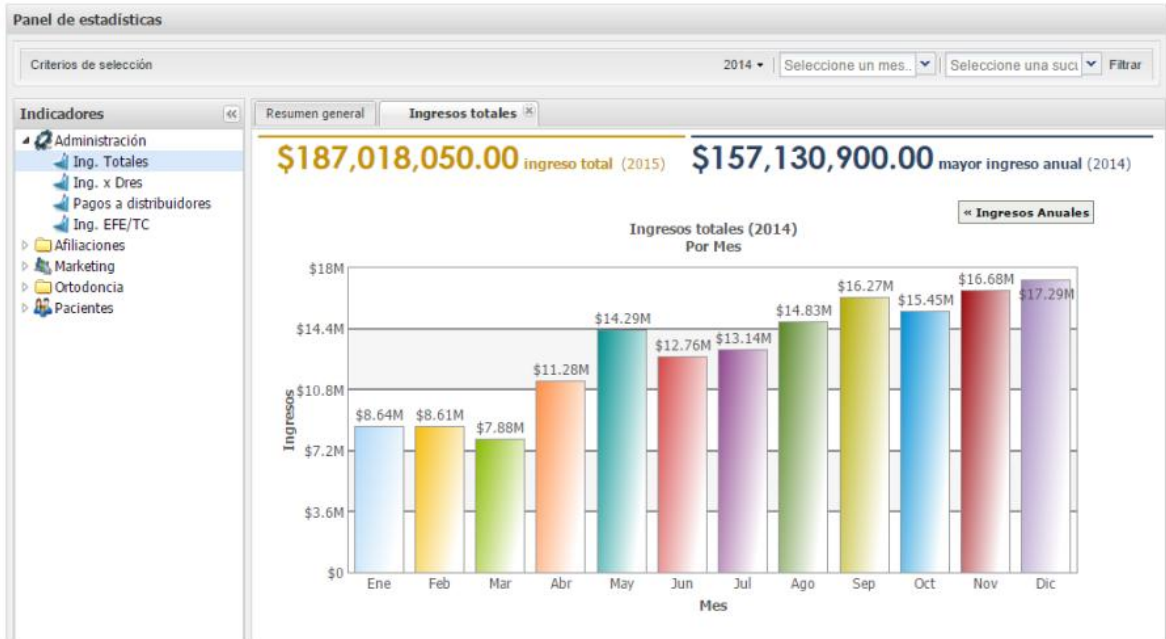 Panel de estadísticas
Criterios de selección 2014 | Seleccione un mes.. | Seleccione una sucu Filtrar
Indicadores
Administración
Ing. Totales
Ing. x Dres
Pagos a distribuidores
Ing. EFE/TC
Afiliaciones
Marketing
Ortodoncia
Pacientes
Resumen general Ingresos totales
$187,018,050.00 ingreso total (2015) $157,130,900.00 mayor ingreso anual (2014)
« Ingresos Anuales
Ingresos totales (2014)
Por Mes
$18M
$14.4M
$10.8M
$7.2M
$3.6M
$0
Ingresos
$8.64M $8.61M $7.88M $11.28M $14.29M $12.76M $13.14M $14.83M $16.27M $15.45M $16.68M $17.29M
Ene Feb Mar Abr May Jun Jul Ago Sep Oct Nov Dic
Mes